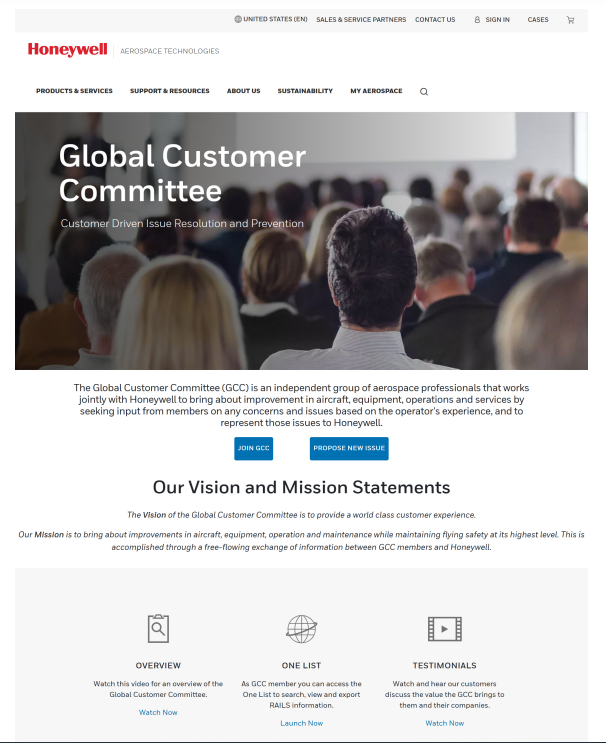 UNITED STATES (EN) SALES & SERVICE PARTNERS CONTACT US SIGN IN CASES
Honeywell AEROSPACE TECHNOLOGIES
PRODUCTS & SERVICES SUPPORT & RESOURCES ABOUT US SUSTAINABILITY MY AEROSPACE
Global Customer
Committee
Customer Driven Issue Resolution and Prevention
The Global Customer Committee (GCC) is an independent group of aerospace professionals that works
jointly with Honeywell to bring about improvement in aircraft, equipment, operations and services by
seeking input from members on any concerns and issues based on the operator's experience, and to
represent those issues to Honeywell.
JOIN GCC PROPOSE NEW ISSUE
Our Vision and Mission Statements
The Vision of the Global Customer Committee is to provide a world class customer experience.
Our Mission is to bring about improvements in aircraft, equipment, operation and maintenance while maintaining flying safety at its highest level. This is
accomplished through a free-flowing exchange of information between GCC members and Honeywell.
OVERVIEW
Watch this video for an overview of the
Global Customer Committee.
Watch Now
ONE LIST
As GCC member you can access the
One List to search, view and export
RAILS information.
Launch Now
TESTIMONIALS
Watch and hear our customers
discuss the value the GCC brings to
them and their companies.
Watch Now